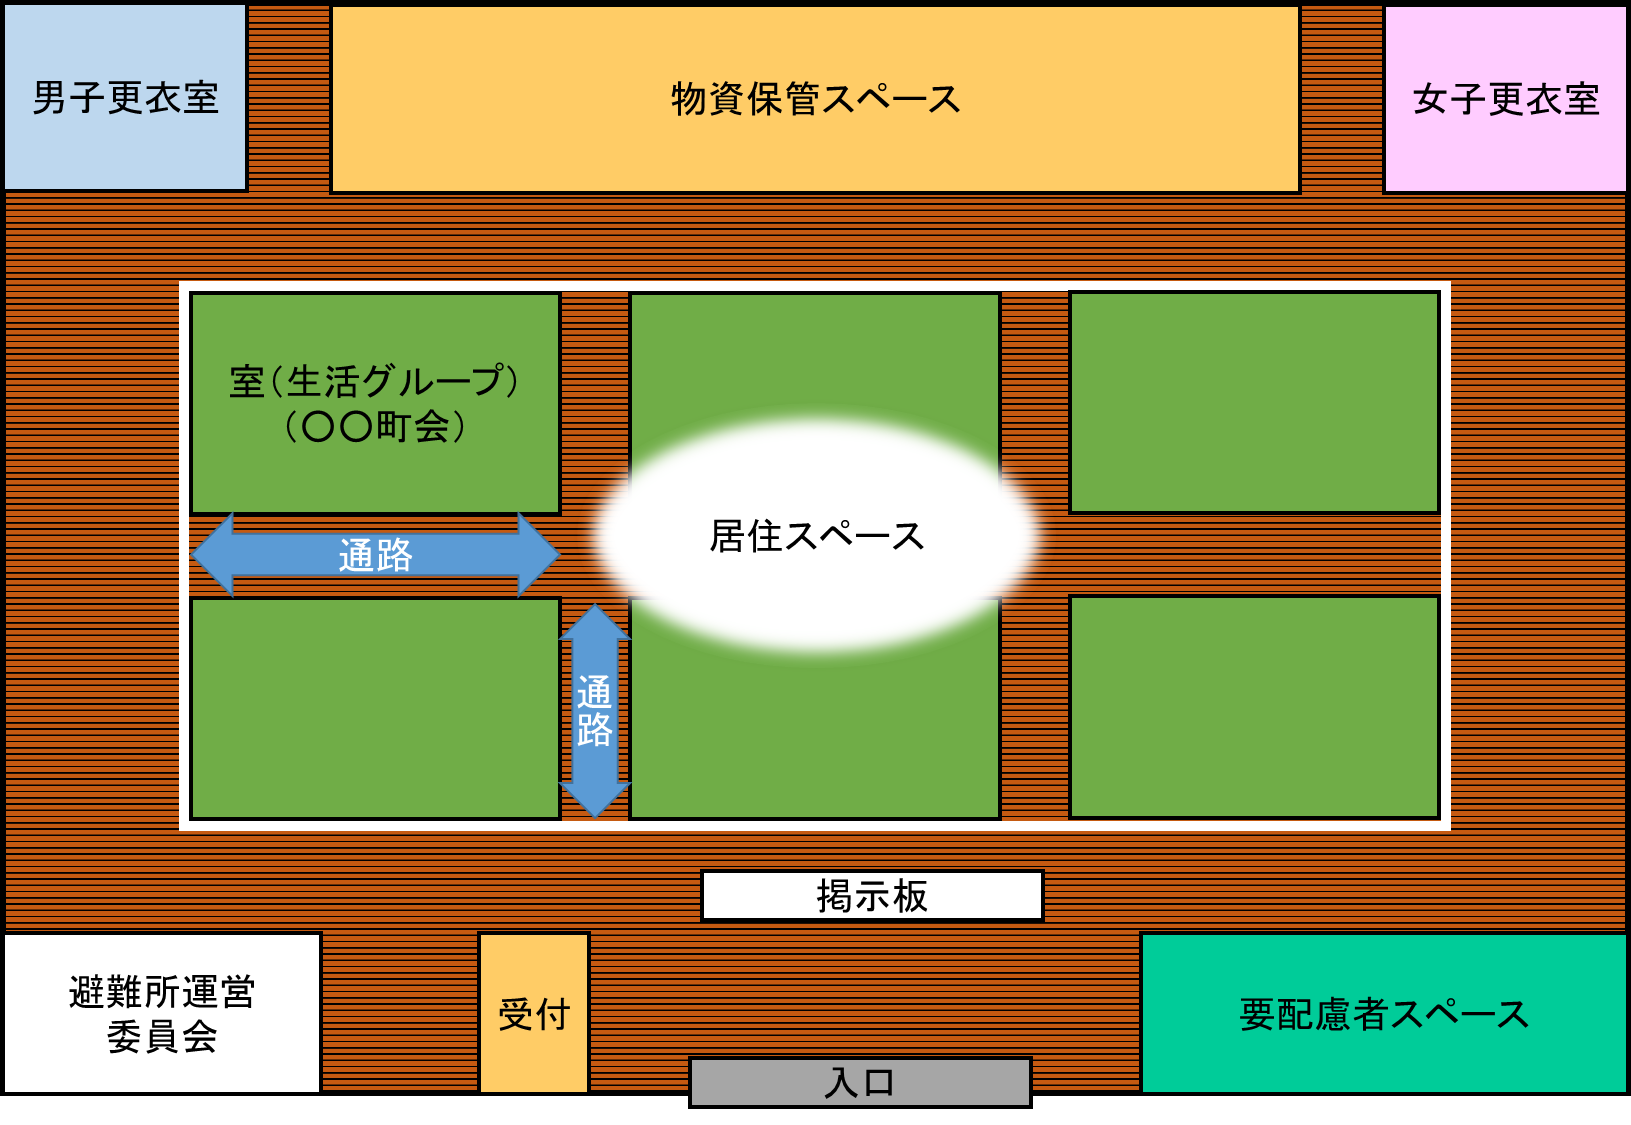 男子更衣室
物資保管スペース
女子更衣室
室(生活グループ)
(〇〇町会)
居住スペース
通路
通路
掲示板
避難所運営
委員会
受付
要配慮者スペース
入口